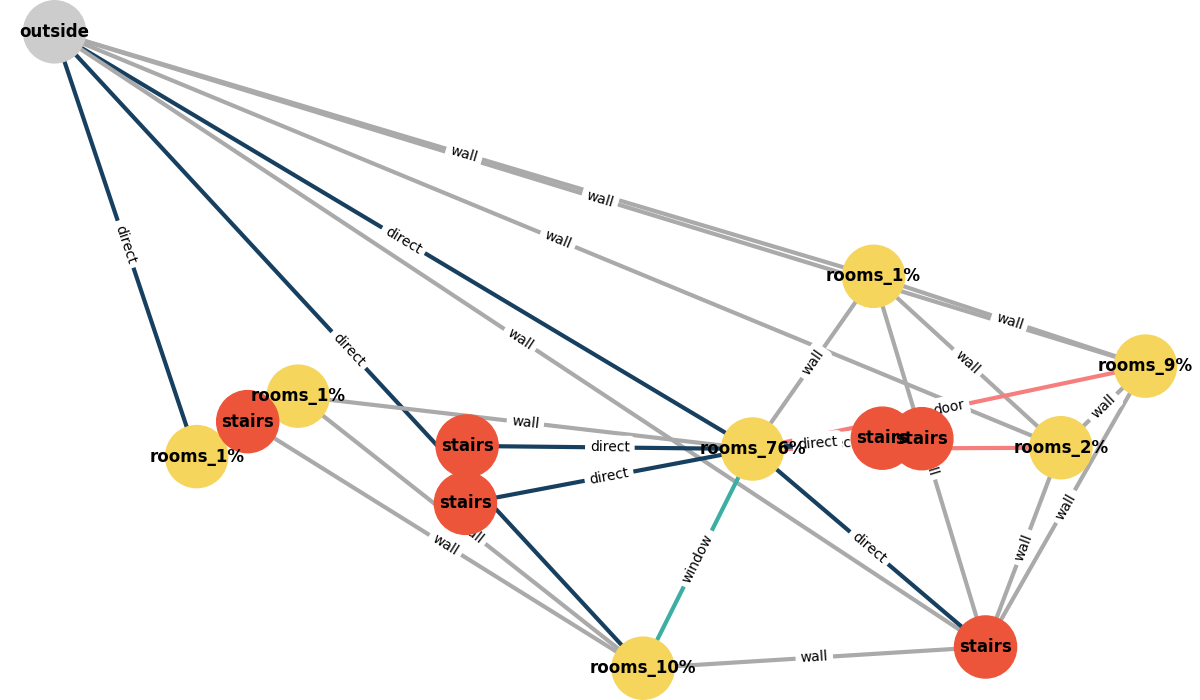 outside
wall
wall
wall
direct
direct
rooms_1%
wall
wall
direct
wall
wall
rooms_9%
rooms_1%
wall
door
wall
stairs
wall
stairs
direct
rooms_76%
direct
stairs
stairs
rooms_2%
rooms_1%
direct
stairs
wall
window
wall
direct
wall
stairs
wall
rooms_10%